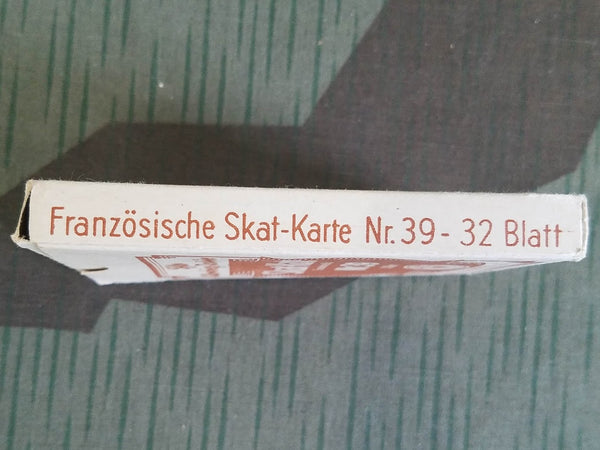 Französische Skat-Karte Nr. 39 - 32 Blatt